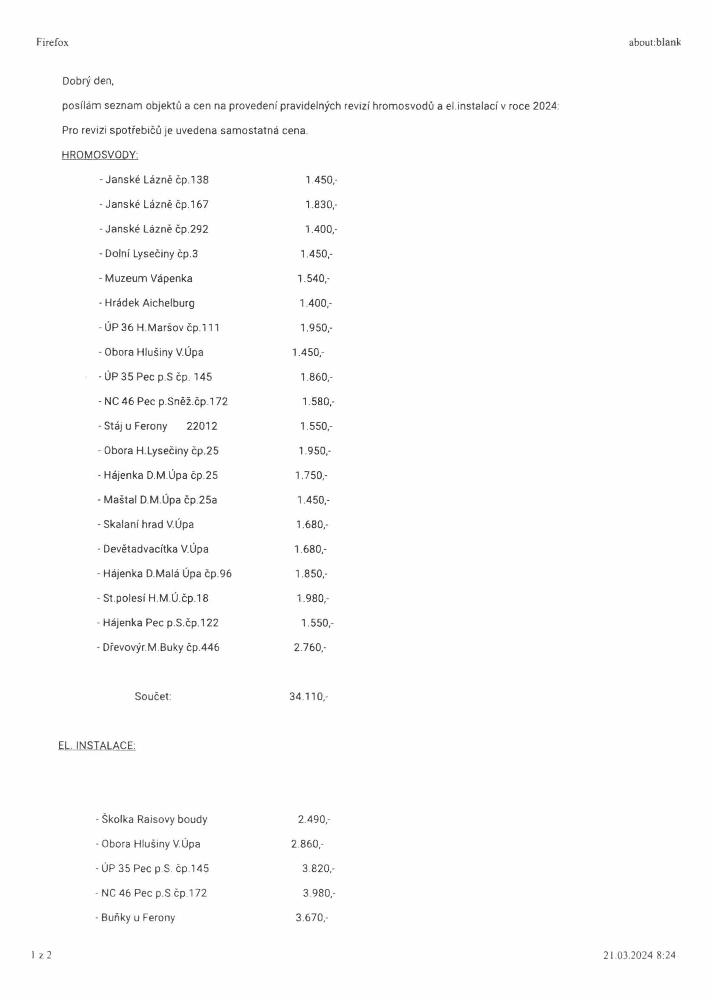 Firefox about:blank
Dobrý den,
posílám seznam objektů a cen na provedení pravidelných revizí hromosvodů a el.instalací v roce 2024:
Pro revizi spotřebičů je uvedena samostatná cena.
HROMOSVODY:
- Janské Lázně čp.138 1.450,-
- Janské Lázně čp.167 1.830,-
- Janské Lázně čp.292 1.400,-
- Dolní Lysečiny čp.3 1.450,-
- Muzeum Vápenka 1.540,-
- Hrádek Aichelburg 1.400,-
- ÚP 36 H.Maršov čp.111 1.950,-
- Obora Hlušiny V.Úpa 1.450,-
- ÚP 35 Pec p.S čp. 145 1.860,-
- NC 46 Pec p.Sněž.čp.172 1.580,-
- Stáj u Ferony 22012 1.550,-
- Obora H.Lysečiny čp.25 1.950,-
- Hájenka D.M.Úpa čp.25 1.750,-
- Maštal D.M.Úpa čp.25a 1.450,-
- Skalaní hrad V.Úpa 1.680,-
- Devětadvacítka V.Úpa 1.680,-
- Hájenka D.Malá Úpa čp.96 1.850,-
- St.polesí H.M.Ú.čp.18 1.980,-
- Hájenka Pec p.S.čp.122 1.550,-
- Dřevovýr.M.Buky čp.446 2.760,-
Součet: 34.110,-
EL. INSTALACE:
- Školka Raisovy boudy 2.490,-
- Obora Hlušiny V.Úpa 2.860,-
- ÚP 35 Pec p.S. čp.145 3.820,-
- NC 46 Pec p.S.čp.172 3.980,-
- Buňky u Ferony 3.670,-
1 z 2 21.03.2024 8:24